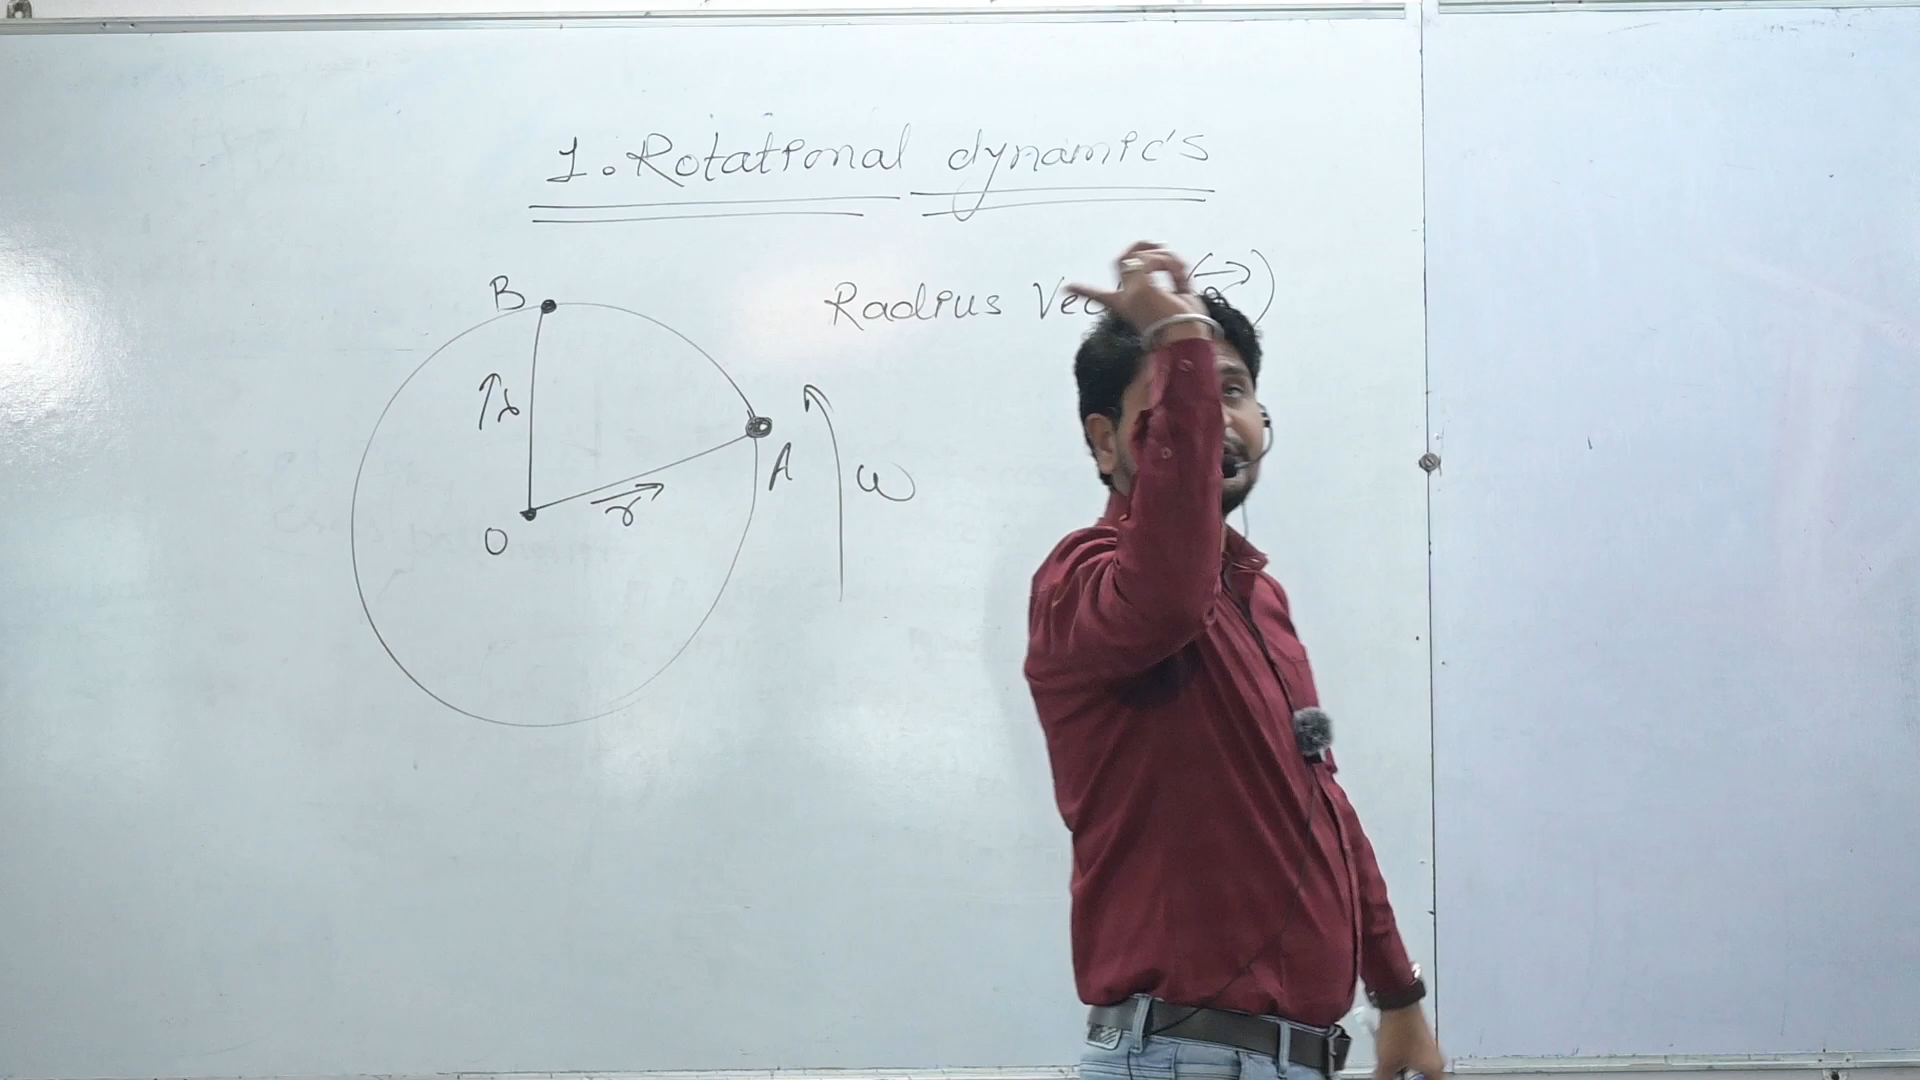 1. Rotational dynamic's
Radius (r→)
B
↑r
A
ω
r→
O